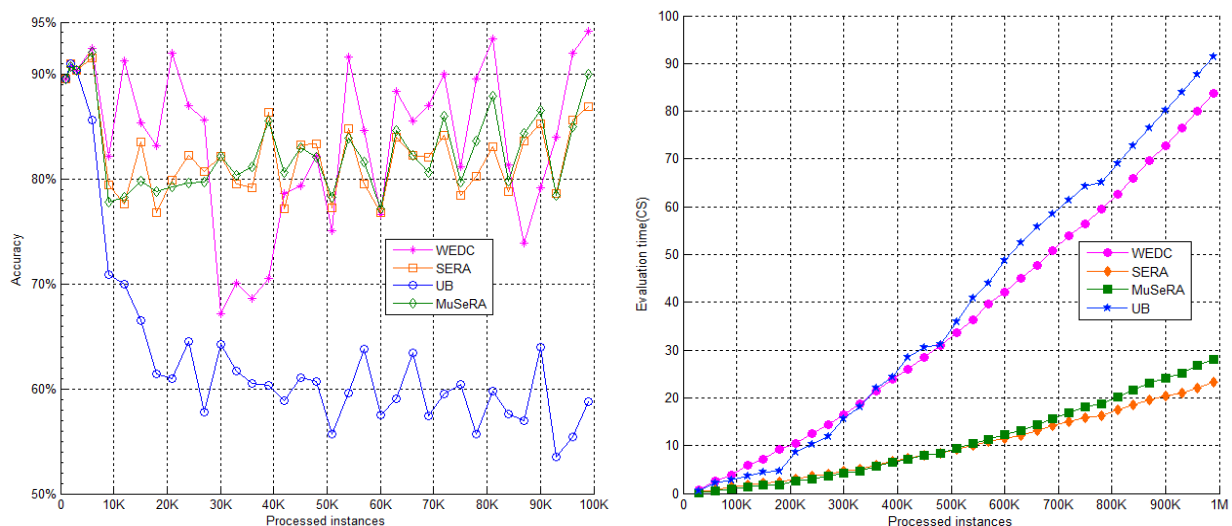 95%
90%
80%
70%
60%
50%
Accuracy
WEDC
SERA
UB
MuSeRA
0 10K 20K 30K 40K 50K 60K 70K 80K 90K 100K
Processed instances
100
90
80
70
60
50
40
30
20
10
0
Evaluation time(CS)
WEDC
SERA
MuSeRA
UB
0 100K 200K 300K 400K 500K 600K 700K 800K 900K 1M
Processed instances